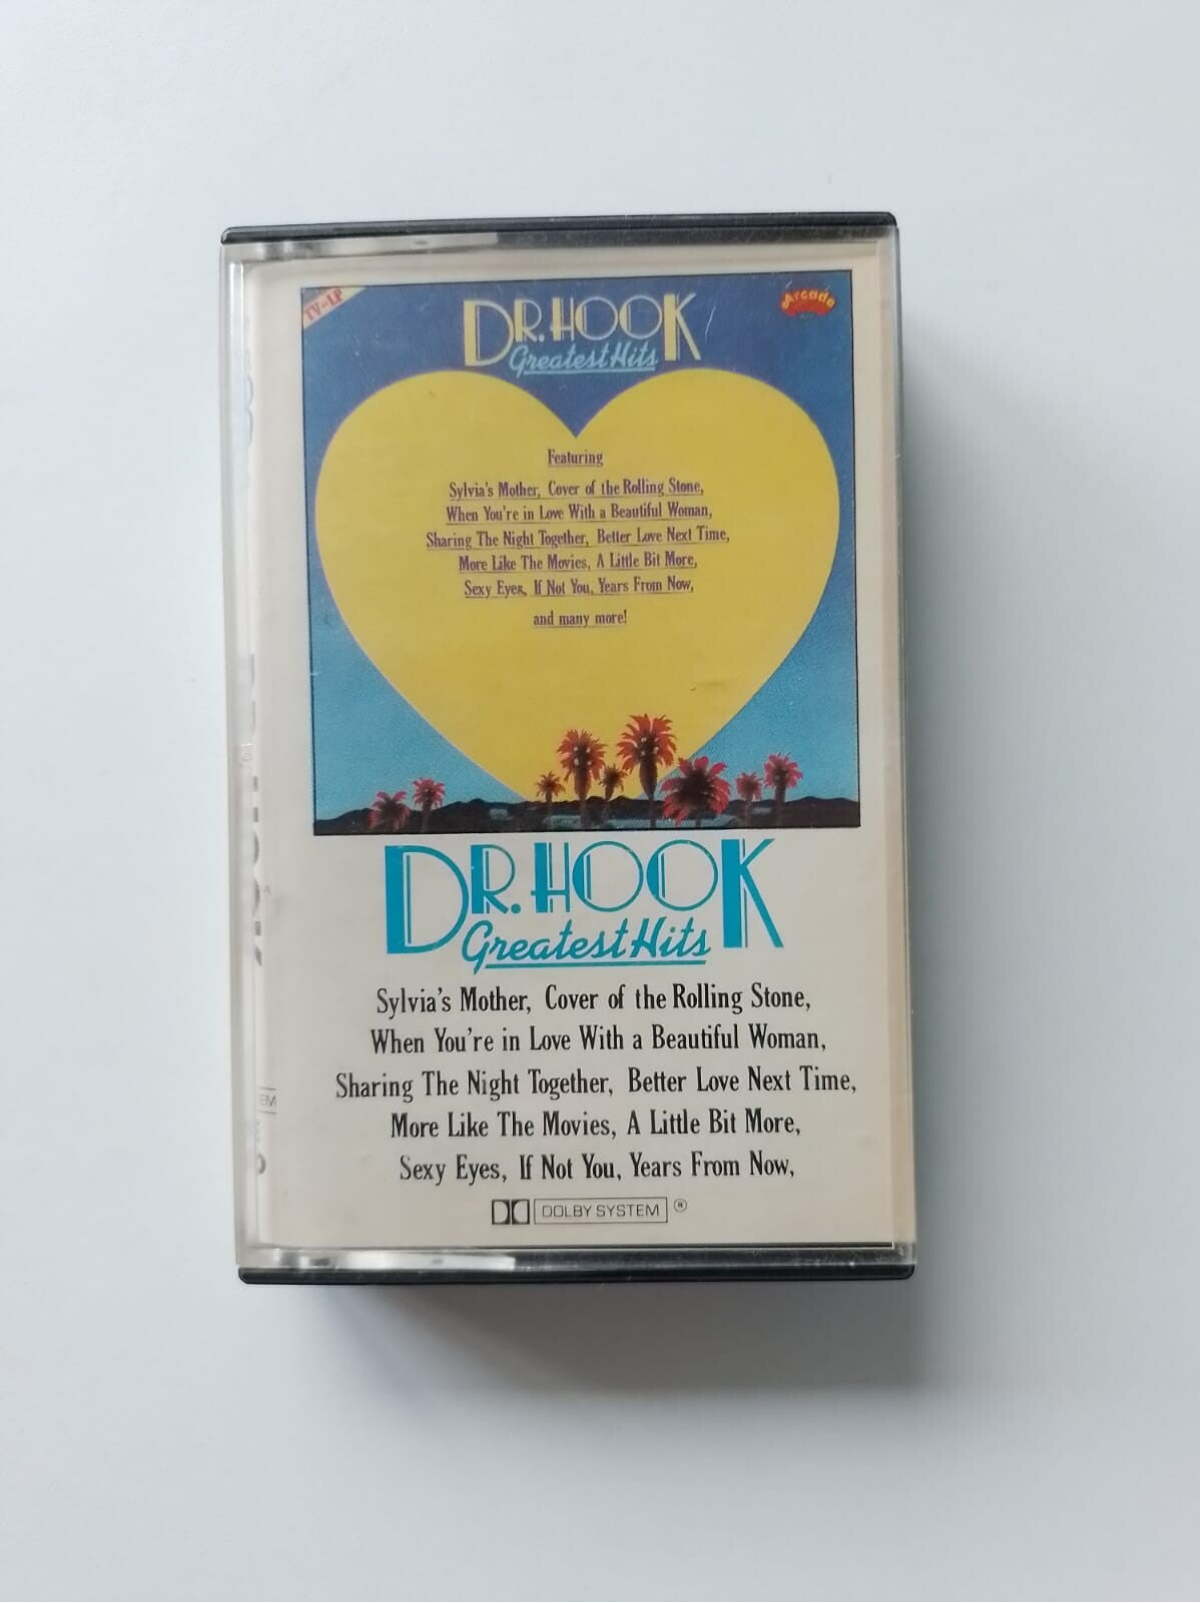 TV-LP
DR. HOOK
Greatest Hits
Arcade
Featuring
Sylvia's Mother, Cover of the Rolling Stone,
When You're in Love With a Beautiful Woman,
Sharing The Night Together, Better Love Next Time,
More Like The Movies, A Little Bit More,
Sexy Eyes, If Not You, Years From Now,
and many more!
DR. HOOK
Greatest Hits
Sylvia's Mother, Cover of the Rolling Stone,
When You're in Love With a Beautiful Woman,
Sharing The Night Together, Better Love Next Time,
More Like The Movies, A Little Bit More,
Sexy Eyes, If Not You, Years From Now,
DOLBY SYSTEM ®